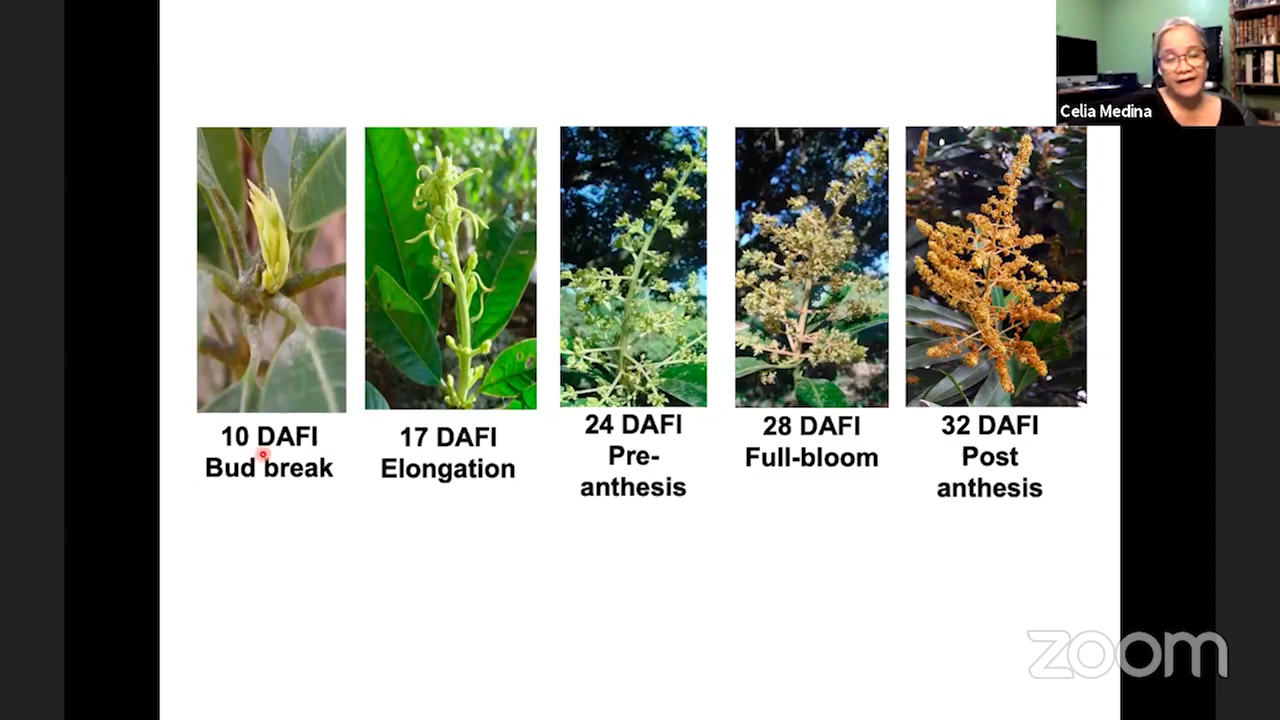 Celia Medina
10 DAFI
Bud break
17 DAFI
Elongation
24 DAFI
Pre-
anthesis
28 DAFI
Full-bloom
32 DAFI
Post
anthesis
zoom